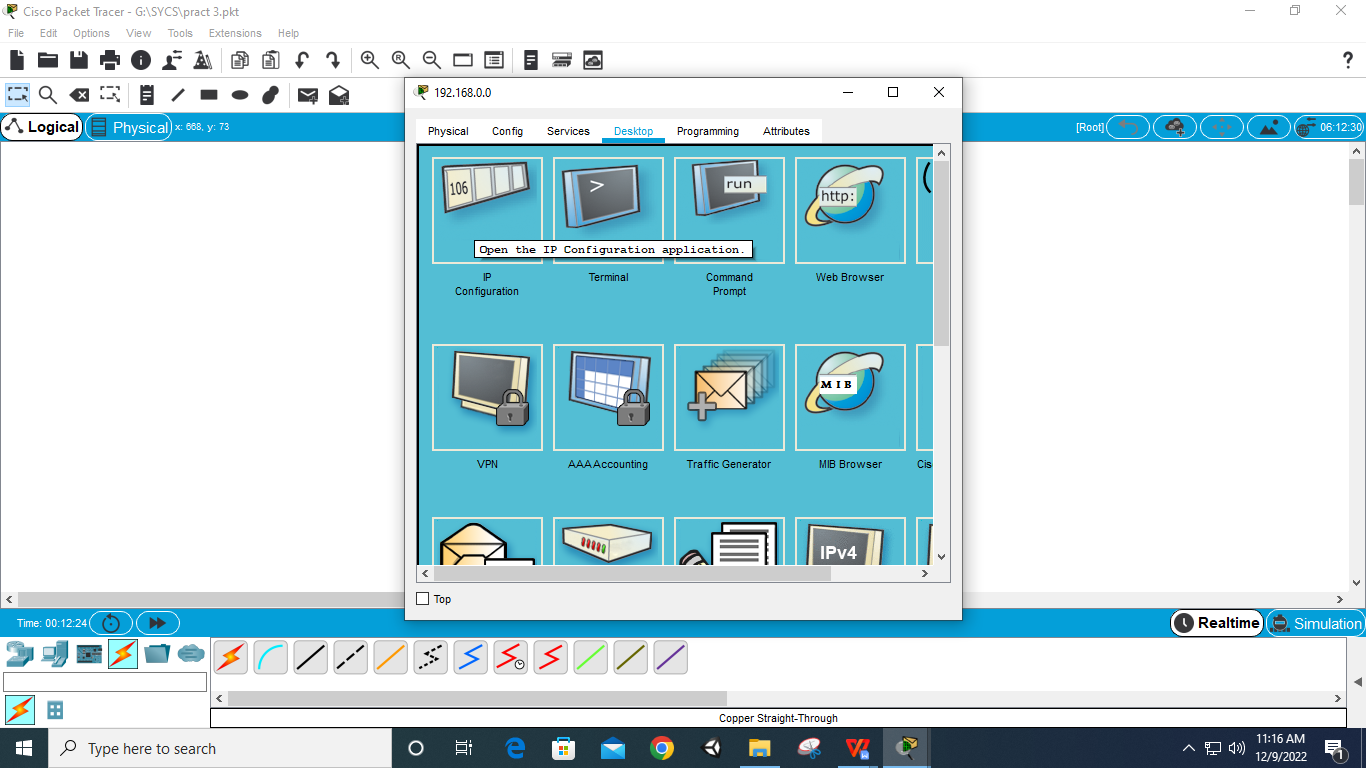 Cisco Packet Tracer - G:\SYCS\pract 3.pkt
File Edit Options View Tools Extensions Help
?
192.168.0.0
Logical Physical x: 668, y: 73
[Root] 06:12:30
Physical Config Services Desktop Programming Attributes
106 > run http:
Open the IP Configuration application.
IP Configuration
Terminal
Command Prompt
Web Browser
MIB
VPN AAA Accounting Traffic Generator MIB Browser Cis
IPv4
Top
Time: 00:12:24
Realtime Simulation
Copper Straight-Through
Type here to search
11:16 AM
12/9/2022
1